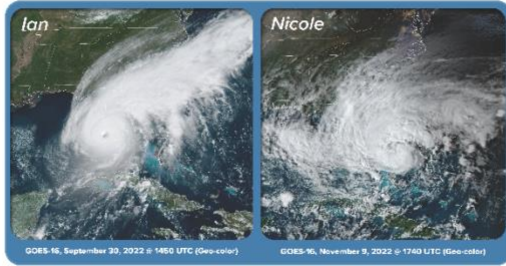 Ian
Nicole
GOES-16, September 30, 2022 @ 1450 UTC (Geo-color)
GOES-16, November 9, 2022 @ 1740 UTC (Geo-color)